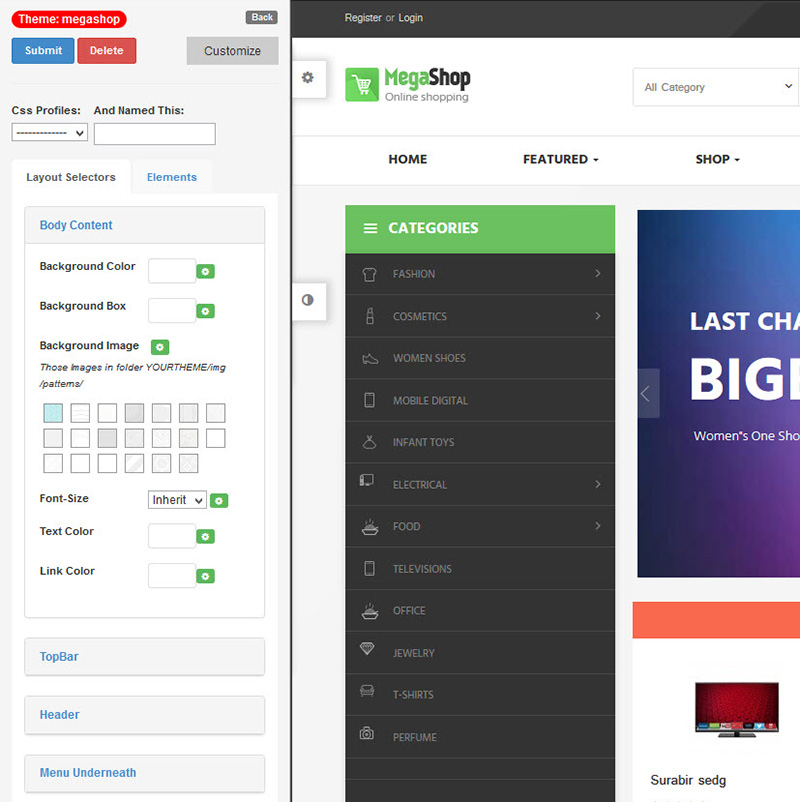 Theme: megashop
Back
Submit
Delete
Customize
Css Profiles:
And Named This:
-------------
Layout Selectors
Elements
Body Content
Background Color
Background Box
Background Image
Those Images in folder YOURTHEME/img
/patterns/
Font-Size
Inherit
Text Color
Link Color
TopBar
Header
Menu Underneath
Register or Login
MegaShop
Online shopping
All Category
HOME
FEATURED
SHOP
CATEGORIES
FASHION
COSMETICS
WOMEN SHOES
MOBILE DIGITAL
INFANT TOYS
ELECTRICAL
FOOD
TELEVISIONS
OFFICE
JEWELRY
T-SHIRTS
PERFUME
LAST CHA
BIG
Women"s One Sho
Surabir sedg